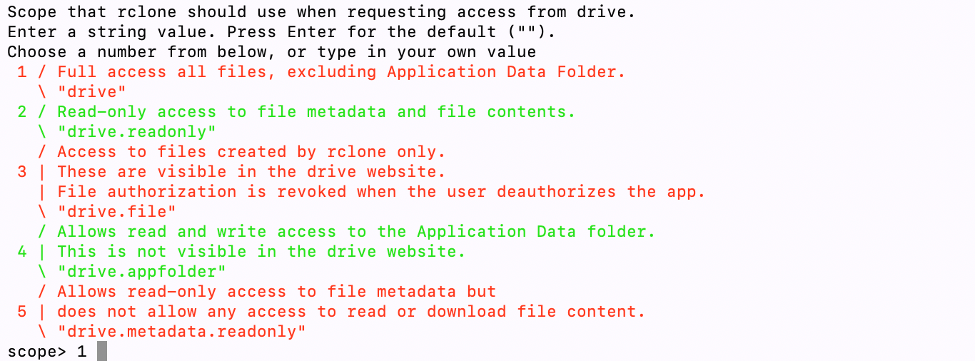 Scope that rclone should use when requesting access from drive.
Enter a string value. Press Enter for the default ("").
Choose a number from below, or type in your own value
 1 / Full access all files, excluding Application Data Folder.
   \ "drive"
 2 / Read-only access to file metadata and file contents.
   \ "drive.readonly"
   / Access to files created by rclone only.
 3 | These are visible in the drive website.
   | File authorization is revoked when the user deauthorizes the app.
   \ "drive.file"
   / Allows read and write access to the Application Data folder.
 4 | This is not visible in the drive website.
   \ "drive.appfolder"
   / Allows read-only access to file metadata but
 5 | does not allow any access to read or download file content.
   \ "drive.metadata.readonly"
scope> 1